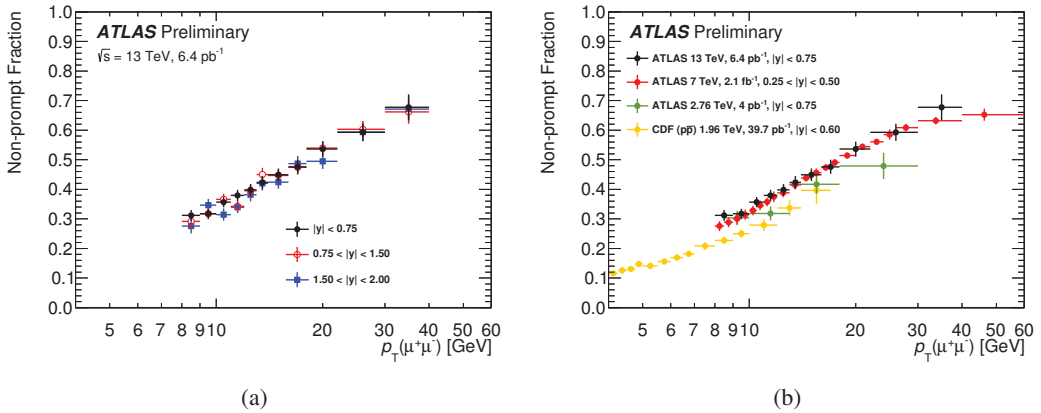 ATLAS Preliminary
√s = 13 TeV, 6.4 pb⁻¹
Non-prompt Fraction
1.0
0.9
0.8
0.7
0.6
0.5
0.4
0.3
0.2
0.1
0.0
|y| < 0.75
0.75 < |y| < 1.50
1.50 < |y| < 2.00
5 6 7 8 9 10 20 30 40 50 60
p_T(μ⁺μ⁻) [GeV]
(a)
ATLAS Preliminary
ATLAS 13 TeV, 6.4 pb⁻¹, |y| < 0.75
ATLAS 7 TeV, 2.1 fb⁻¹, 0.25 < |y| < 0.50
ATLAS 2.76 TeV, 4 pb⁻¹, |y| < 0.75
CDF (pp̅) 1.96 TeV, 39.7 pb⁻¹, |y| < 0.60
Non-prompt Fraction
1.0
0.9
0.8
0.7
0.6
0.5
0.4
0.3
0.2
0.1
0.0
5 6 7 8 9 10 20 30 40 50 60
p_T(μ⁺μ⁻) [GeV]
(b)